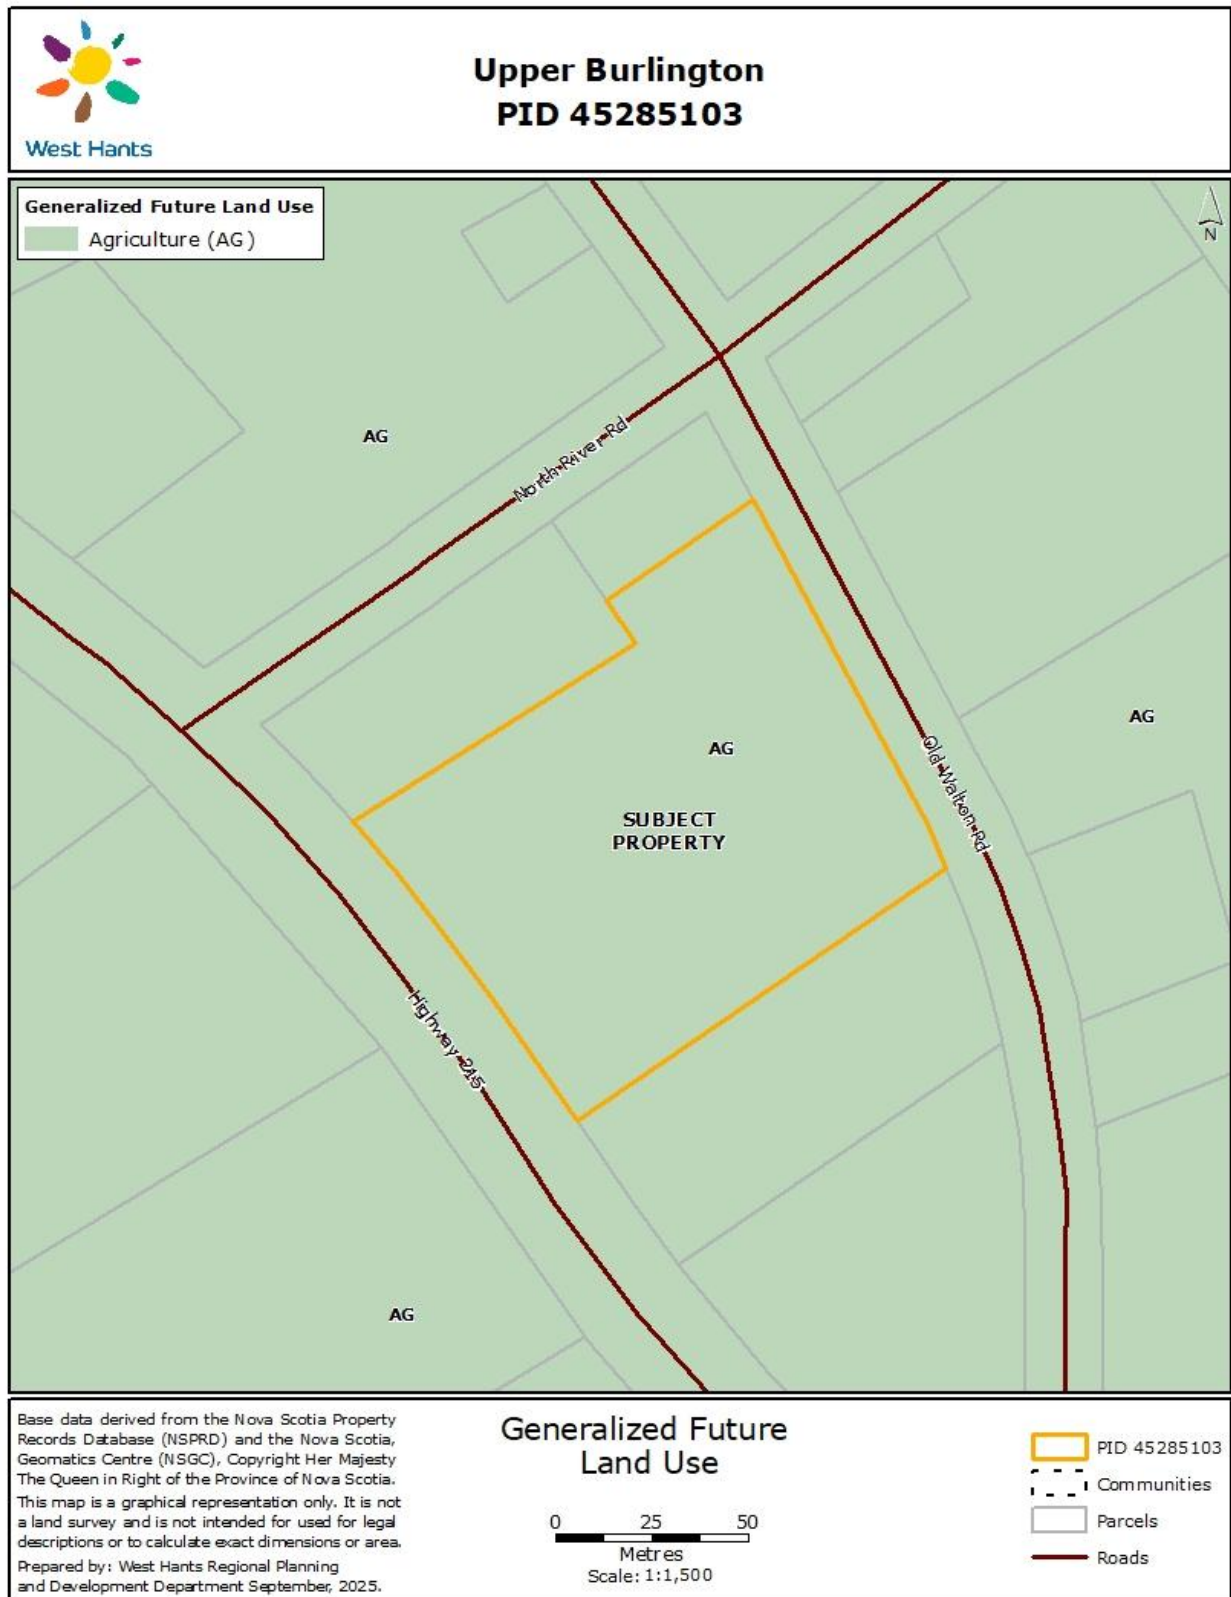 West Hants
Upper Burlington
PID 45285103
Generalized Future Land Use
Agriculture (AG)
N
AG
North River Rd
AG
AG
Old Walton Rd
SUBJECT
PROPERTY
Highway 215
AG
Base data derived from the Nova Scotia Property
Records Database (NSPRD) and the Nova Scotia,
Geomatics Centre (NSGC), Copyright Her Majesty
The Queen in Right of the Province of Nova Scotia.
This map is a graphical representation only. It is not
a land survey and is not intended for used for legal
descriptions or to calculate exact dimensions or area.
Prepared by: West Hants Regional Planning
and Development Department September, 2025.
Generalized Future
Land Use
0 25 50
Metres
Scale: 1:1,500
PID 45285103
Communities
Parcels
Roads